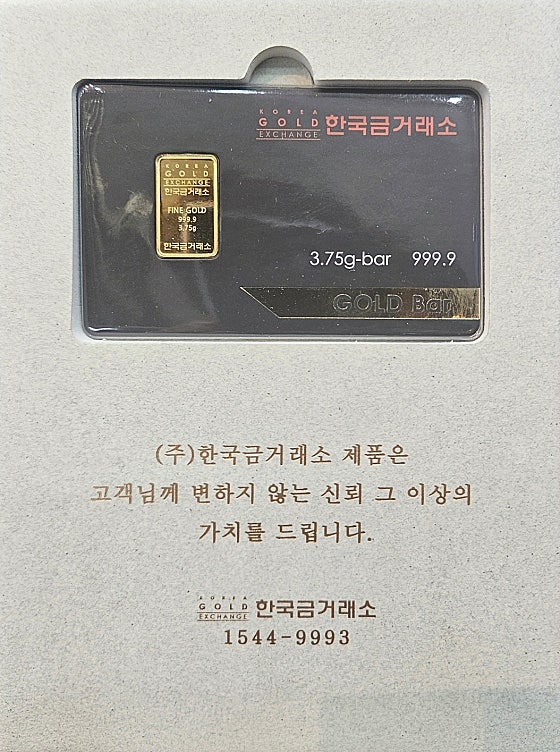 KOREA
GOLD
EXCHANGE
한국금거래소
KOREA
GOLD
EXCHANGE
한국금거래소
FINE GOLD
999.9
3.75g
한국금거래소
3.75g-bar 999.9
GOLD Bar
(주)한국금거래소 제품은
고객님께 변하지 않는 신뢰 그 이상의
가치를 드립니다.
KOREA
GOLD
EXCHANGE
한국금거래소
1544-9993